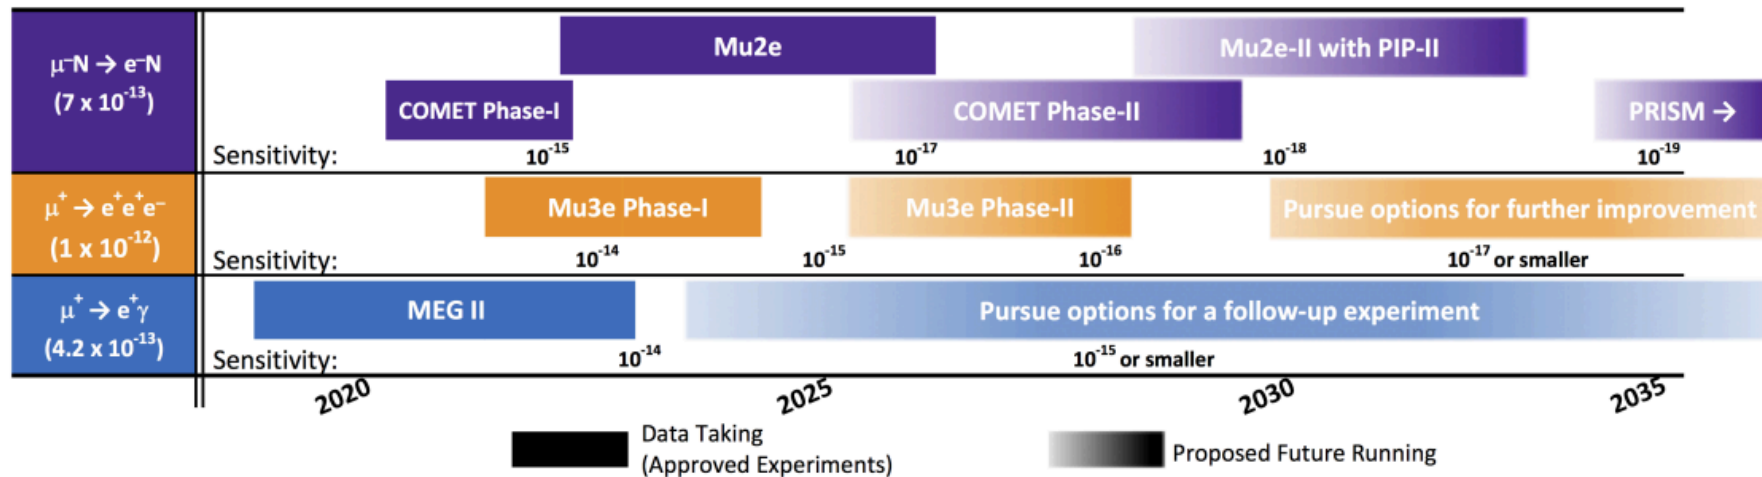 μ⁻N → e⁻N
(7 x 10⁻¹³)
Mu2e
Mu2e-II with PIP-II
COMET Phase-I
COMET Phase-II
PRISM →
Sensitivity:
10⁻¹⁵
10⁻¹⁷
10⁻¹⁸
10⁻¹⁹
μ⁺ → e⁺e⁺e⁻
(1 x 10⁻¹²)
Mu3e Phase-I
Mu3e Phase-II
Pursue options for further improvement
Sensitivity:
10⁻¹⁴
10⁻¹⁵
10⁻¹⁶
10⁻¹⁷ or smaller
μ⁺ → e⁺γ
(4.2 x 10⁻¹³)
MEG II
Pursue options for a follow-up experiment
Sensitivity:
10⁻¹⁴
10⁻¹⁵ or smaller
2020
2025
2030
2035
Data Taking
(Approved Experiments)
Proposed Future Running